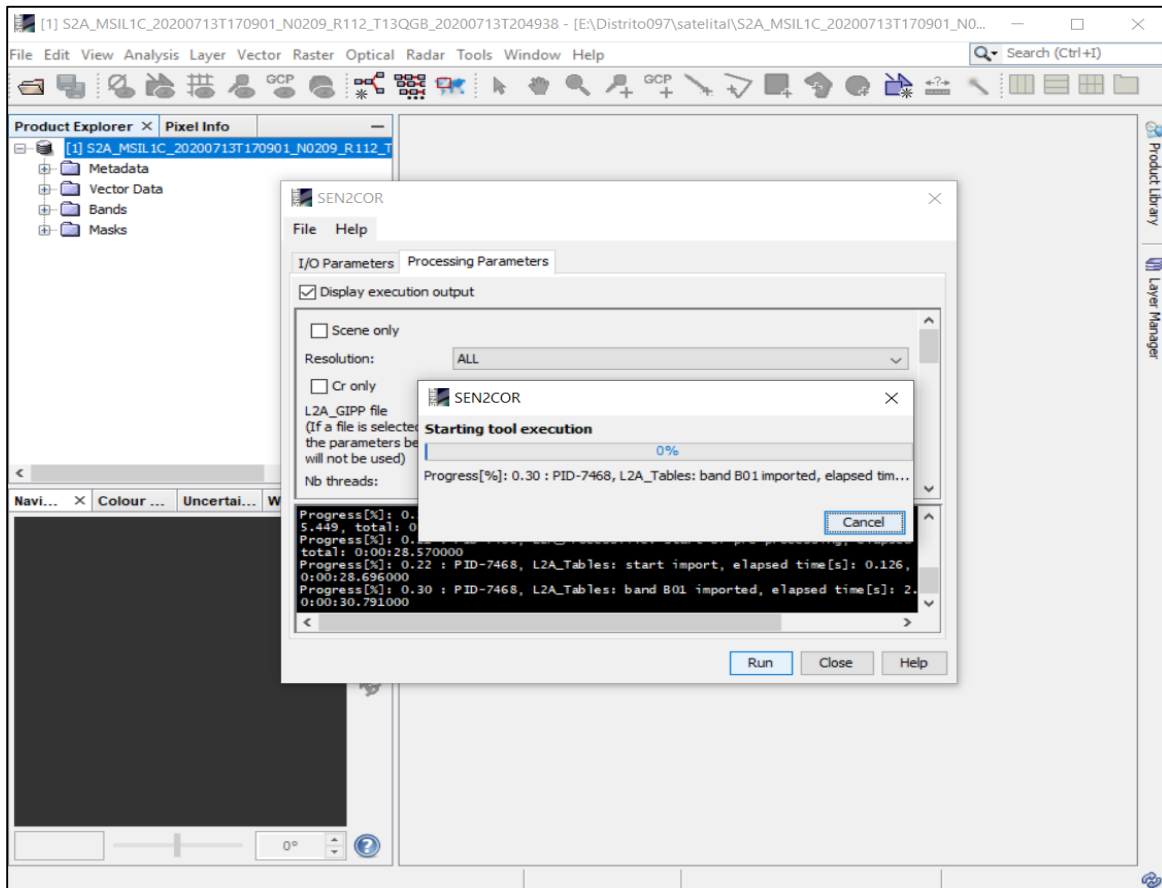 [1] S2A_MSIL1C_20200713T170901_N0209_R112_T13QGB_20200713T204938 - [E:\Distrito097\satelital\S2A_MSIL1C_20200713T170901_N0...
File Edit View Analysis Layer Vector Raster Optical Radar Tools Window Help
Search (Ctrl+I)
GCP
GCP
Product Explorer
Pixel Info
[1] S2A_MSIL1C_20200713T170901_N0209_R112_T
Metadata
Vector Data
Bands
Masks
Product Library
Layer Manager
SEN2COR
File Help
I/O Parameters
Processing Parameters
Display execution output
Scene only
Resolution: ALL
Cr only
L2A_GIPP file
(If a file is selected
the parameters be
will not be used)
Nb threads:
SEN2COR
Starting tool execution
0%
Progress[%]: 0.30 : PID-7468, L2A_Tables: band B01 imported, elapsed tim...
Cancel
Progress[%]: 0.
5.449, total: 0
Progress[%]:
total: 0:00:28.570000
Progress[%]: 0.22 : PID-7468, L2A_Tables: start import, elapsed time[s]: 0.126,
0:00:28.696000
Progress[%]: 0.30 : PID-7468, L2A_Tables: band B01 imported, elapsed time[s]: 2.
0:00:30.791000
Run
Close
Help
Navi...
Colour ...
Uncertai...
W
0°